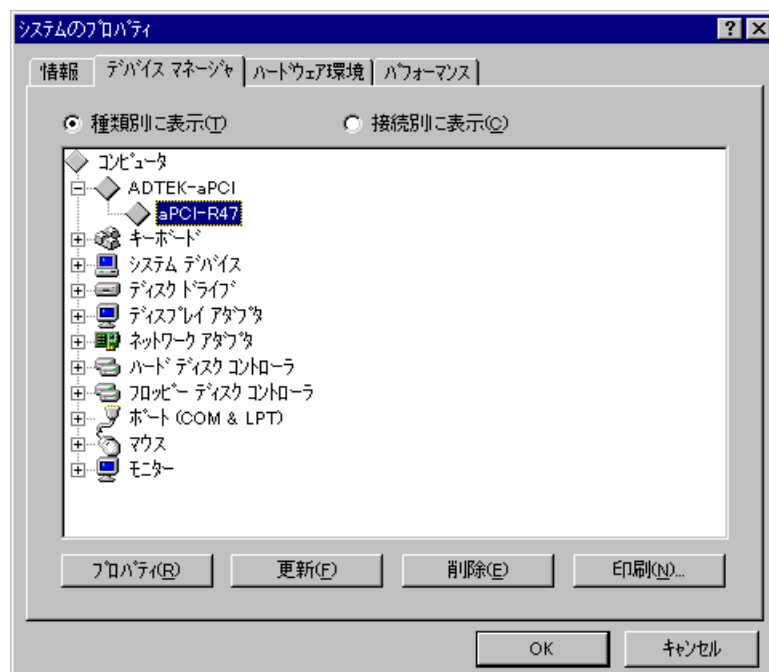 システムのプロパティ
情報 デバイス マネージャ ハードウェア環境 パフォーマンス
種類別に表示(T) 接続別に表示(C)
コンピュータ
ADTEK-aPCI
aPCI-R47
キーボード
システム デバイス
ディスク ドライブ
ディスプレイ アダプタ
ネットワーク アダプタ
ハード ディスク コントローラ
フロッピー ディスク コントローラ
ポート (COM & LPT)
マウス
モニター
プロパティ(R) 更新(F) 削除(E) 印刷(N)...
OK キャンセル